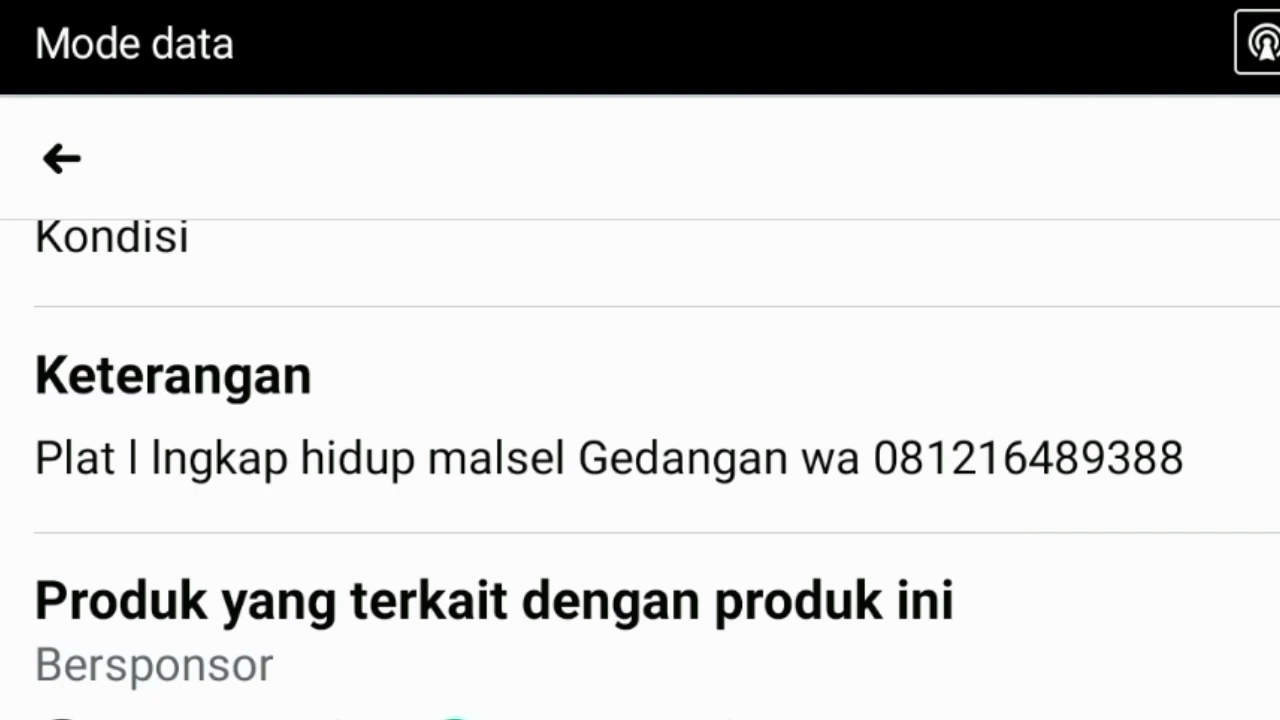 Mode data
Kondisi
Keterangan
Plat l lngkap hidup malsel Gedangan wa 081216489388
Produk yang terkait dengan produk ini
Bersponsor